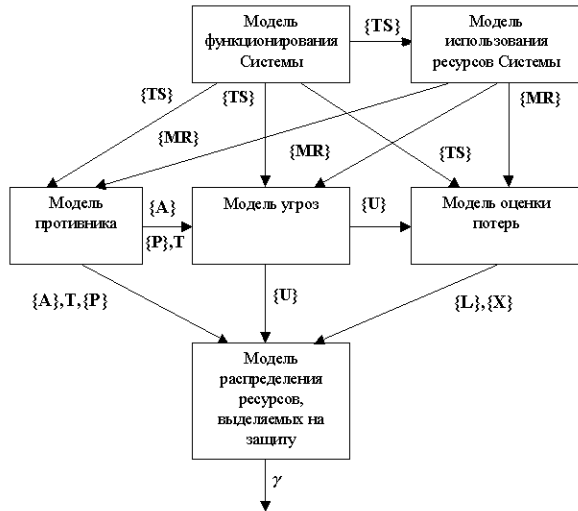 Модель
функционирования
Системы
{TS}
Модель
использования
ресурсов Системы
{TS}
{TS}
{MR}
{MR}
{MR}
{TS}
Модель
противника
{A}
{P},T
Модель угроз
{U}
Модель оценки
потерь
{A},T,{P}
{U}
{L},{X}
Модель
распределения
ресурсов,
выделяемых на
защиту
γ